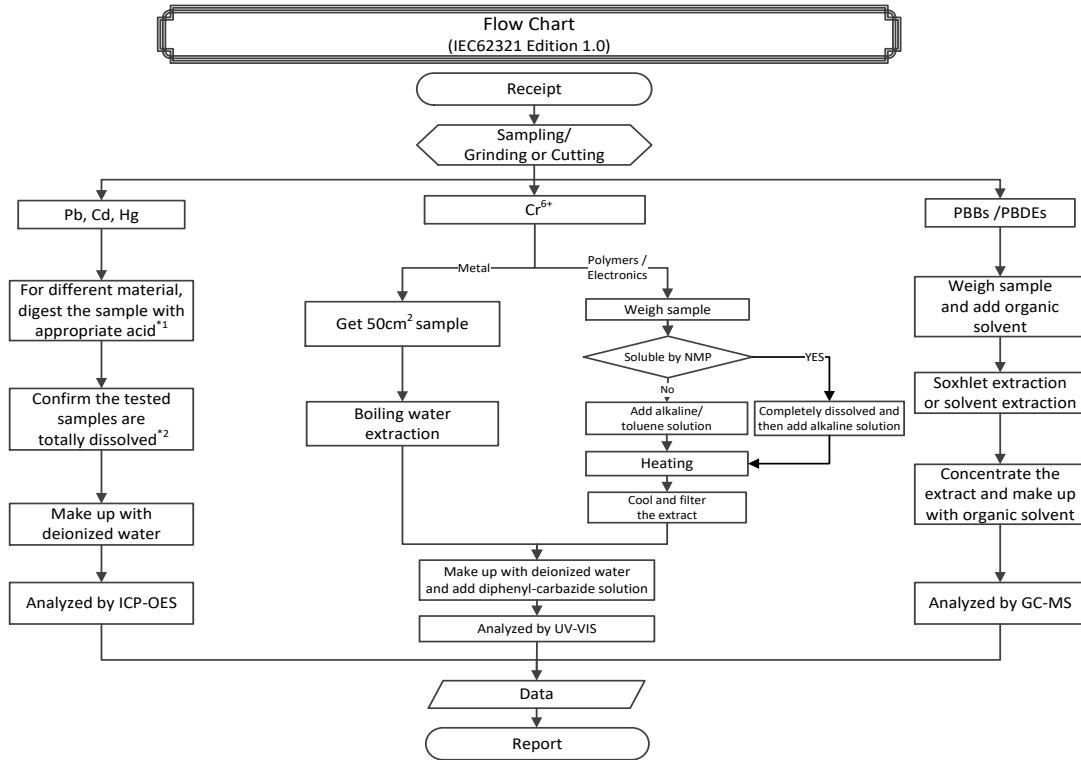 Flow Chart
(IEC62321 Edition 1.0)
Receipt
Sampling/
Grinding or Cutting
Pb, Cd, Hg
For different material,
digest the sample with
appropriate acid*1
Confirm the tested
samples are
totally dissolved*2
Make up with
deionized water
Analyzed by ICP-OES
Cr6+
Metal
Get 50cm2 sample
Boiling water
extraction
Polymers /
Electronics
Weigh sample
Soluble by NMP
YES
No
Add alkaline/
toluene solution
Completely dissolved and
then add alkaline solution
Heating
Cool and filter
the extract
Make up with deionized water
and add diphenyl-carbazide solution
Analyzed by UV-VIS
PBBs /PBDEs
Weigh sample
and add organic
solvent
Soxhlet extraction
or solvent extraction
Concentrate the
extract and make up
with organic solvent
Analyzed by GC-MS
Data
Report